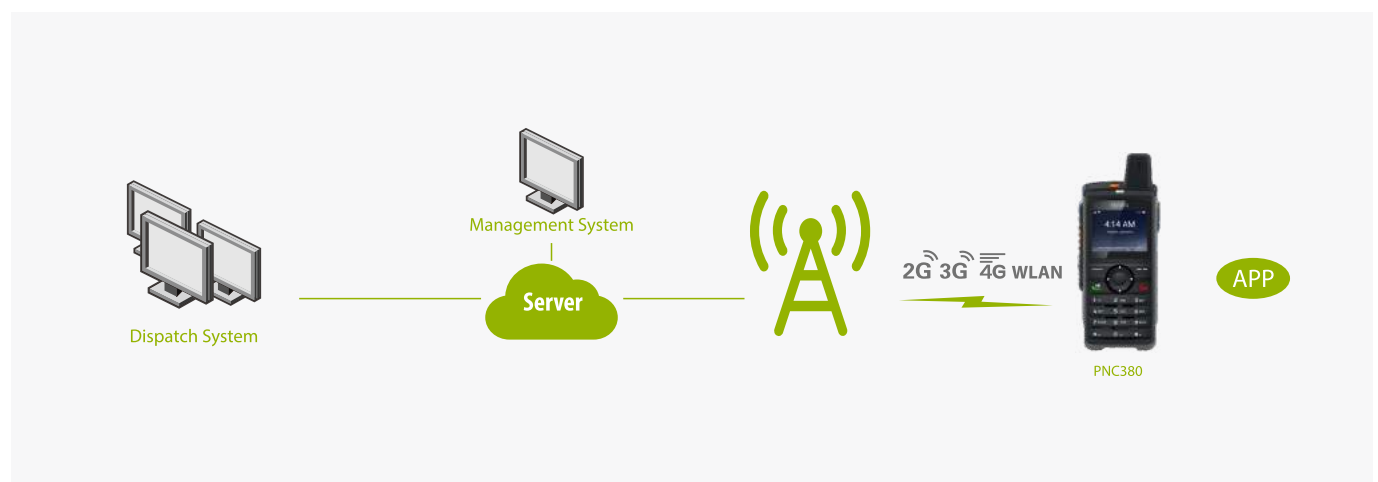 Management System
Server
Dispatch System
2G 3G 4G WLAN
4:14 AM
PNC380
APP